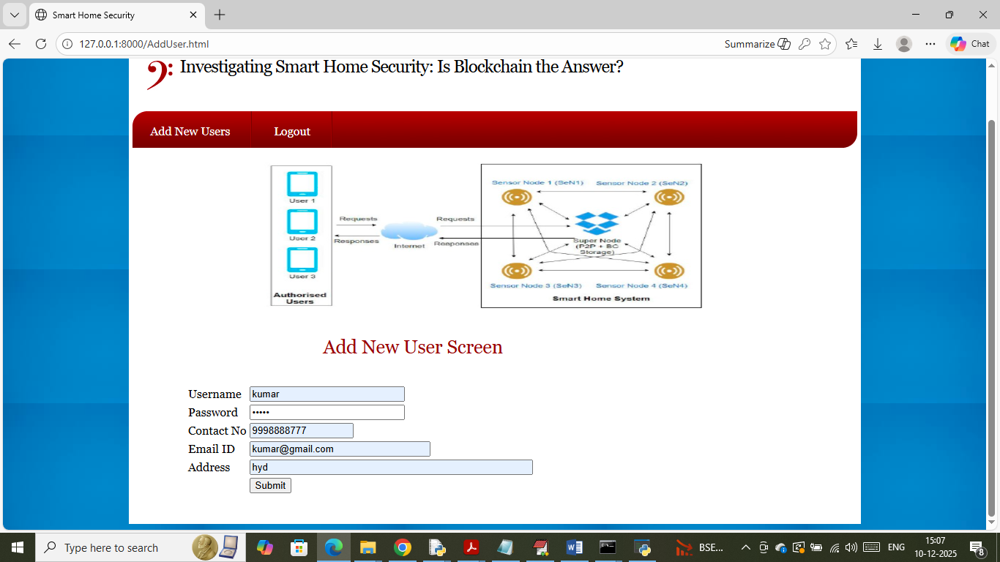 Smart Home Security
127.0.0.1:8000/AddUser.html
Summarize
Chat
Investigating Smart Home Security: Is Blockchain the Answer?
Add New Users
Logout
User 1
User 2
User 3
Authorised
Users
Requests
Responses
Internet
Requests
Responses
Sensor Node 1 (SeN1)
Sensor Node 2 (SeN2)
Super Node
(P2P + BC
Storage)
Sensor Node 3 (SeN3)
Sensor Node 4 (SeN4)
Smart Home System
Add New User Screen
Username kumar
Password •••••
Contact No 9998888777
Email ID kumar@gmail.com
Address hyd
Submit
Type here to search
BSE...
ENG
15:07
10-12-2025
8